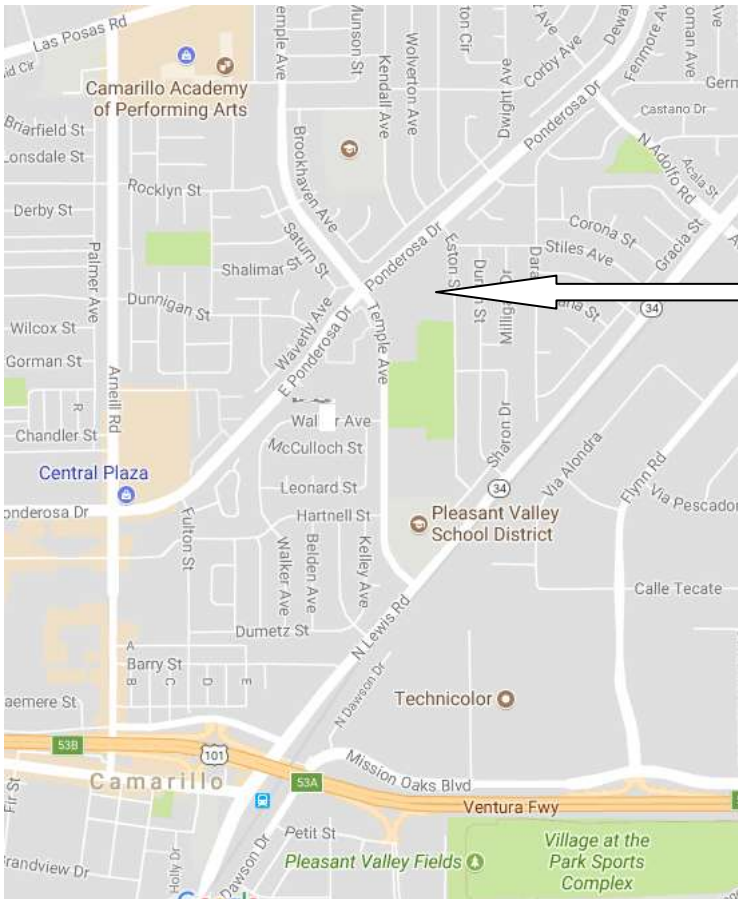 Las Posas Rd
Camarillo Academy
of Performing Arts
Temple Ave
Munson St
Kendall Ave
Wolverton Ave
Dwight Ave
Corby Ave
Fenmore Ave
Ponderosa Dr
Castano Dr
N Adolfo Rd
Acala St
Briarfield St
Rocklyn St
Derby St
Brookhaven Ave
Saturn St
Shalimar St
Ponderosa Dr
Eston St
Corona St
Stiles Ave
Gracia St
Palmer Ave
Dunnigan St
Waverly Ave
E Ponderosa Dr
Temple Ave
34
Wilcox St
Gorman St
Arneill Rd
R
Chandler St
McCulloch St
Sharon Dr
Via Alondra
Flynn Rd
Central Plaza
Leonard St
34
Fulton St
Hartnell St
Pleasant Valley
School District
Walker Ave
Belden Ave
Kelley Ave
Calle Tecate
Dumetz St
N Lewis Rd
A
Barry St
B
C
D
E
N Dawson Dr
Technicolor
53B
101
Mission Oaks Blvd
Camarillo
53A
Ventura Fwy
Fir St
Petit St
Holly Dr
Dawson Dr
Pleasant Valley Fields
Village at the
Park Sports
Complex